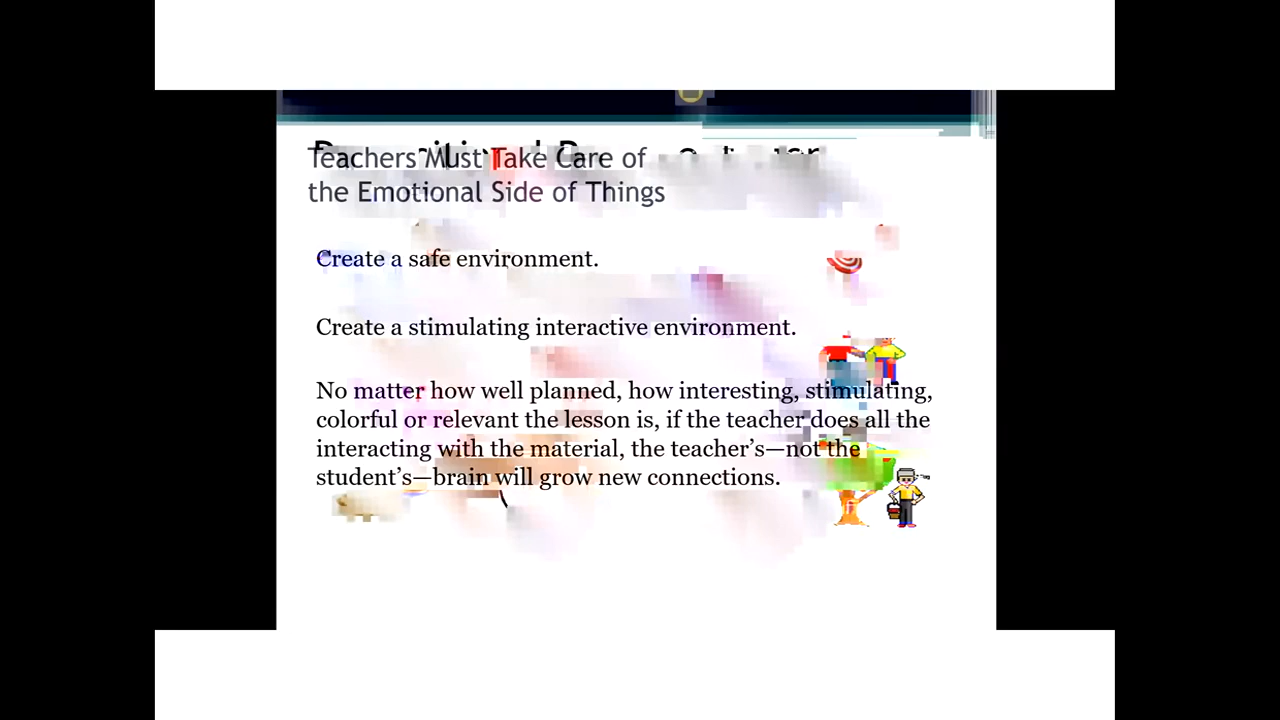 Teachers Must Take Care of
the Emotional Side of Things
Create a safe environment.
Create a stimulating interactive environment.
No matter how well planned, how interesting, stimulating,
colorful or relevant the lesson is, if the teacher does all the
interacting with the material, the teacher's—not the
student's—brain will grow new connections.